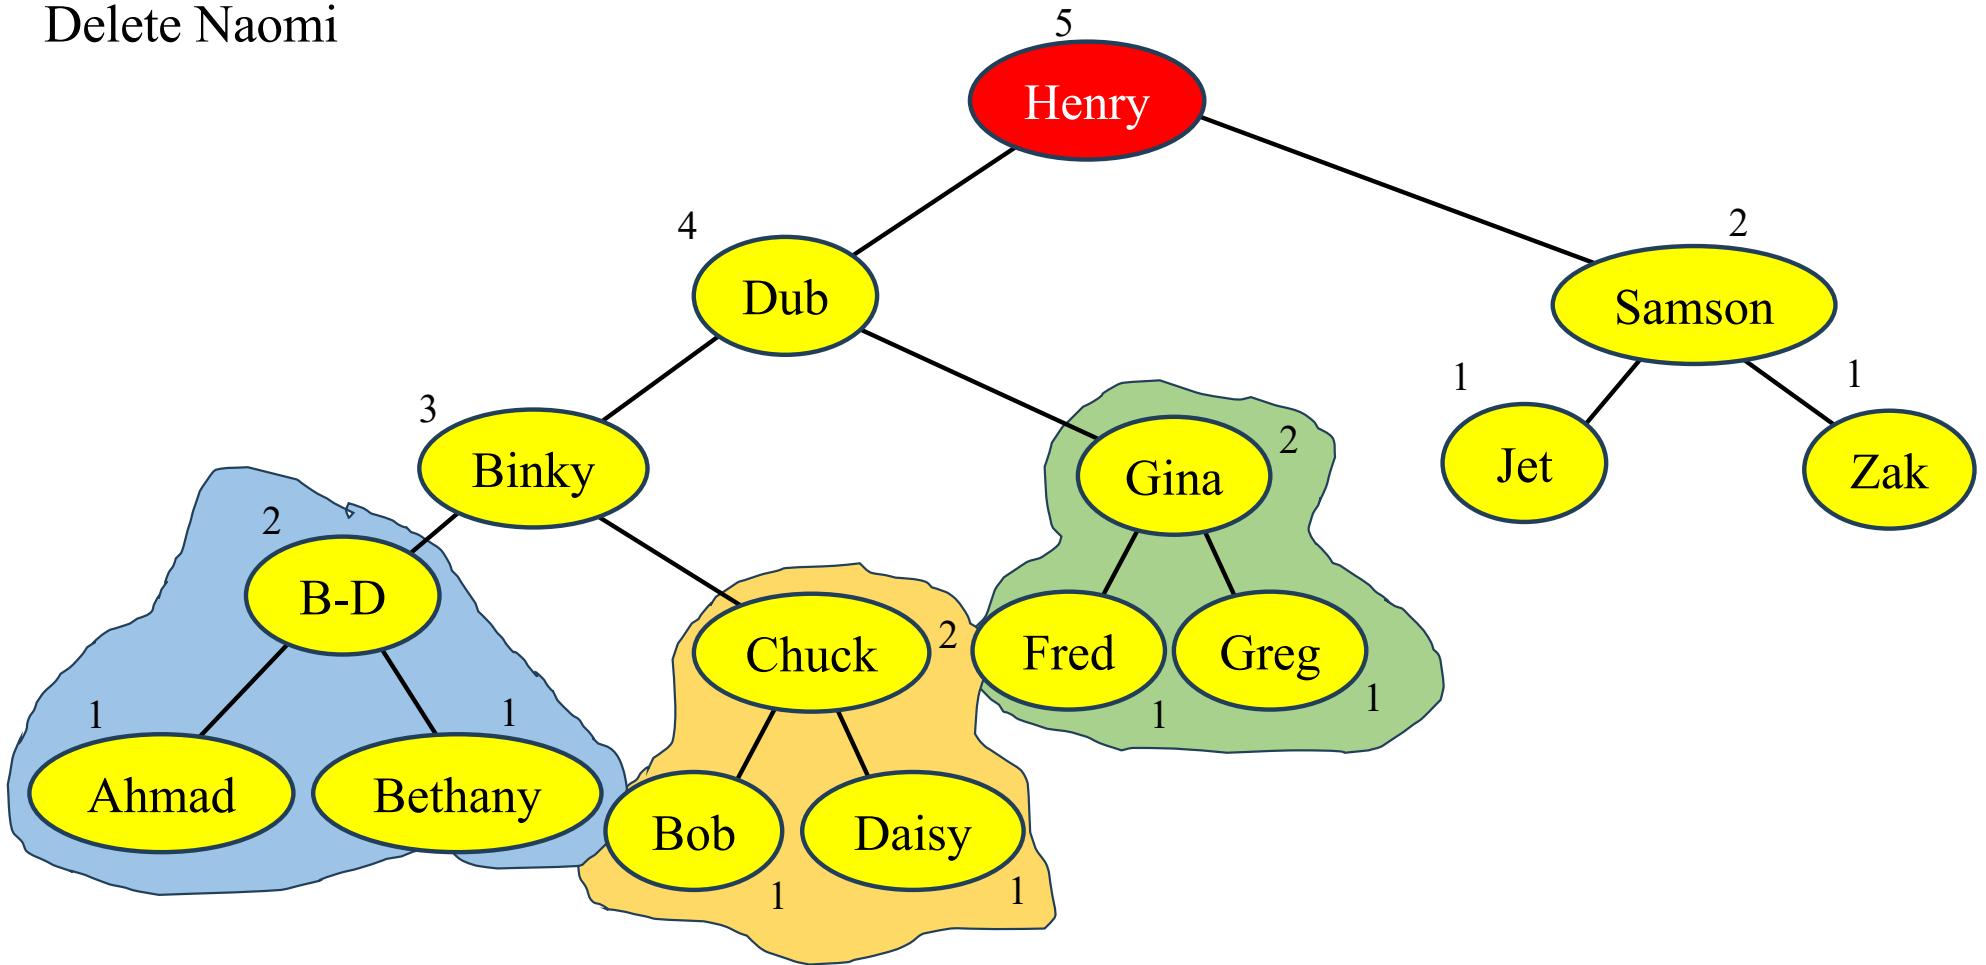 Delete Naomi
5
Henry
4
Dub
2
Samson
3
Binky
2
Gina
1
Jet
1
Zak
2
B-D
Chuck
2
Fred
Greg
1
1
1
1
Ahmad
Bethany
Bob
Daisy
1
1